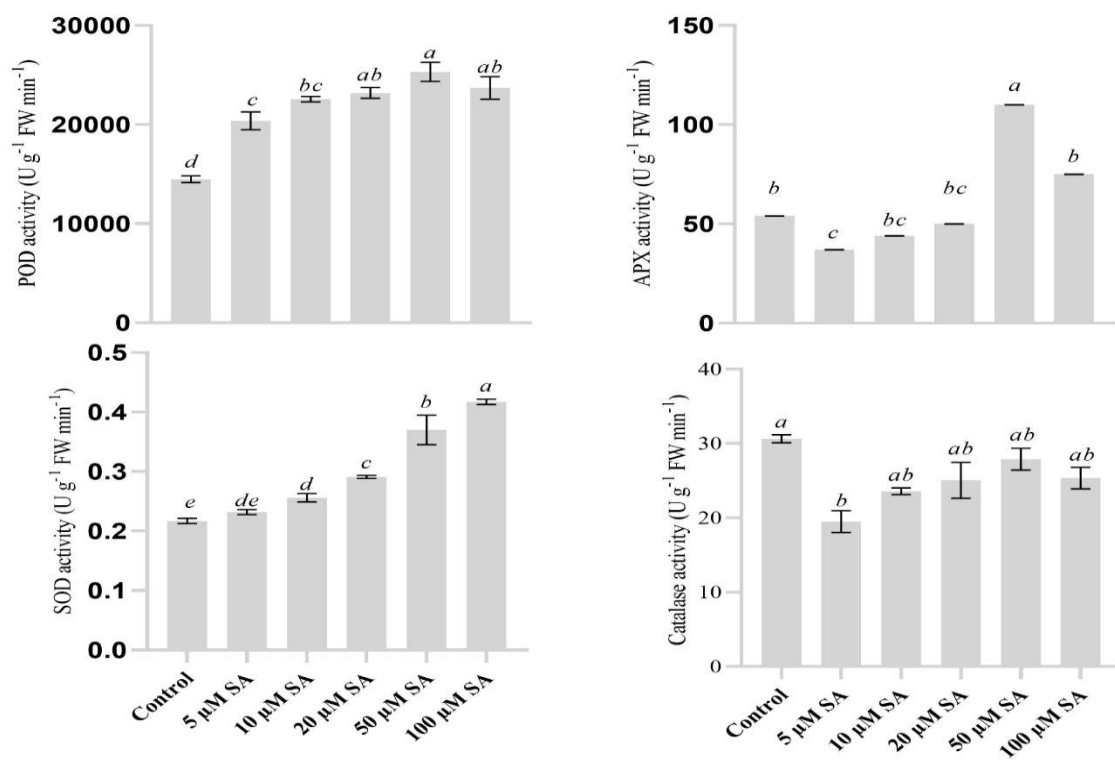 POD activity (U g⁻¹ FW min⁻¹)
30000
20000
10000
0
d
c
bc
ab
a
ab
APX activity (U g⁻¹ FW min⁻¹)
150
100
50
0
b
c
bc
bc
a
b
SOD activity (U g⁻¹ FW min⁻¹)
0.5
0.4
0.3
0.2
0.1
0.0
e
de
d
c
b
a
Control
5 µM SA
10 µM SA
20 µM SA
50 µM SA
100 µM SA
Catalase activity (U g⁻¹ FW min⁻¹)
40
30
20
10
0
a
b
ab
ab
ab
ab
Control
5 µM SA
10 µM SA
20 µM SA
50 µM SA
100 µM SA